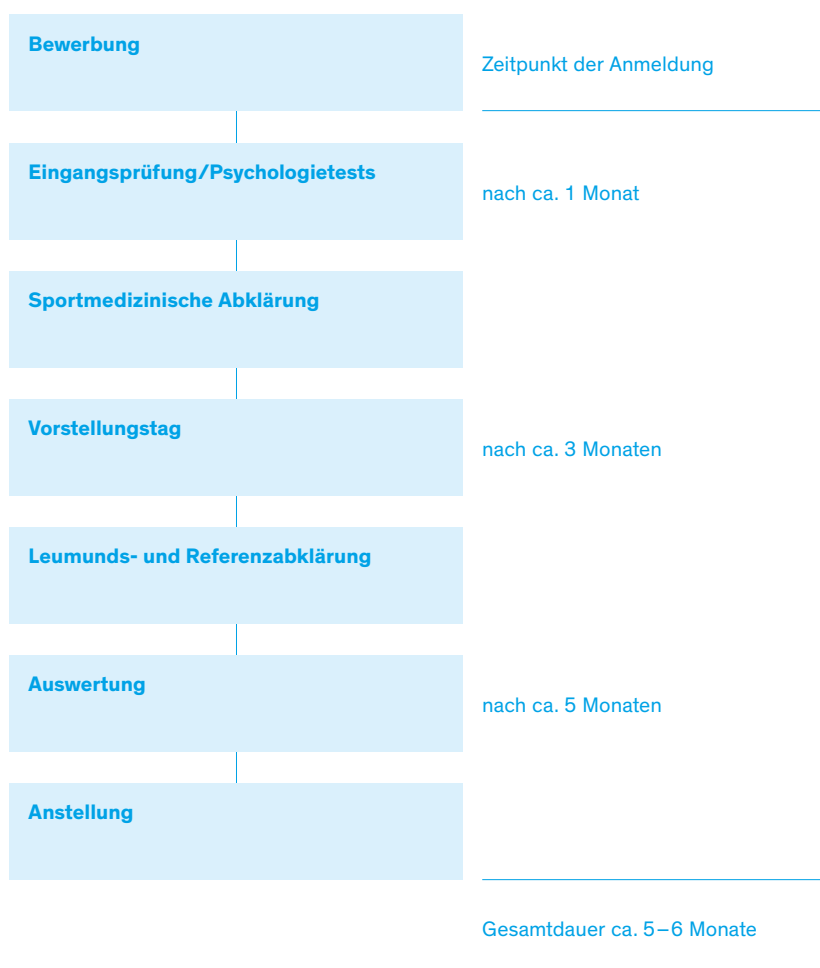 Bewerbung
Zeitpunkt der Anmeldung
Eingangsprüfung/Psychologietests
nach ca. 1 Monat
Sportmedizinische Abklärung
Vorstellungstag
nach ca. 3 Monaten
Leumunds- und Referenzabklärung
Auswertung
nach ca. 5 Monaten
Anstellung
Gesamtdauer ca. 5–6 Monate